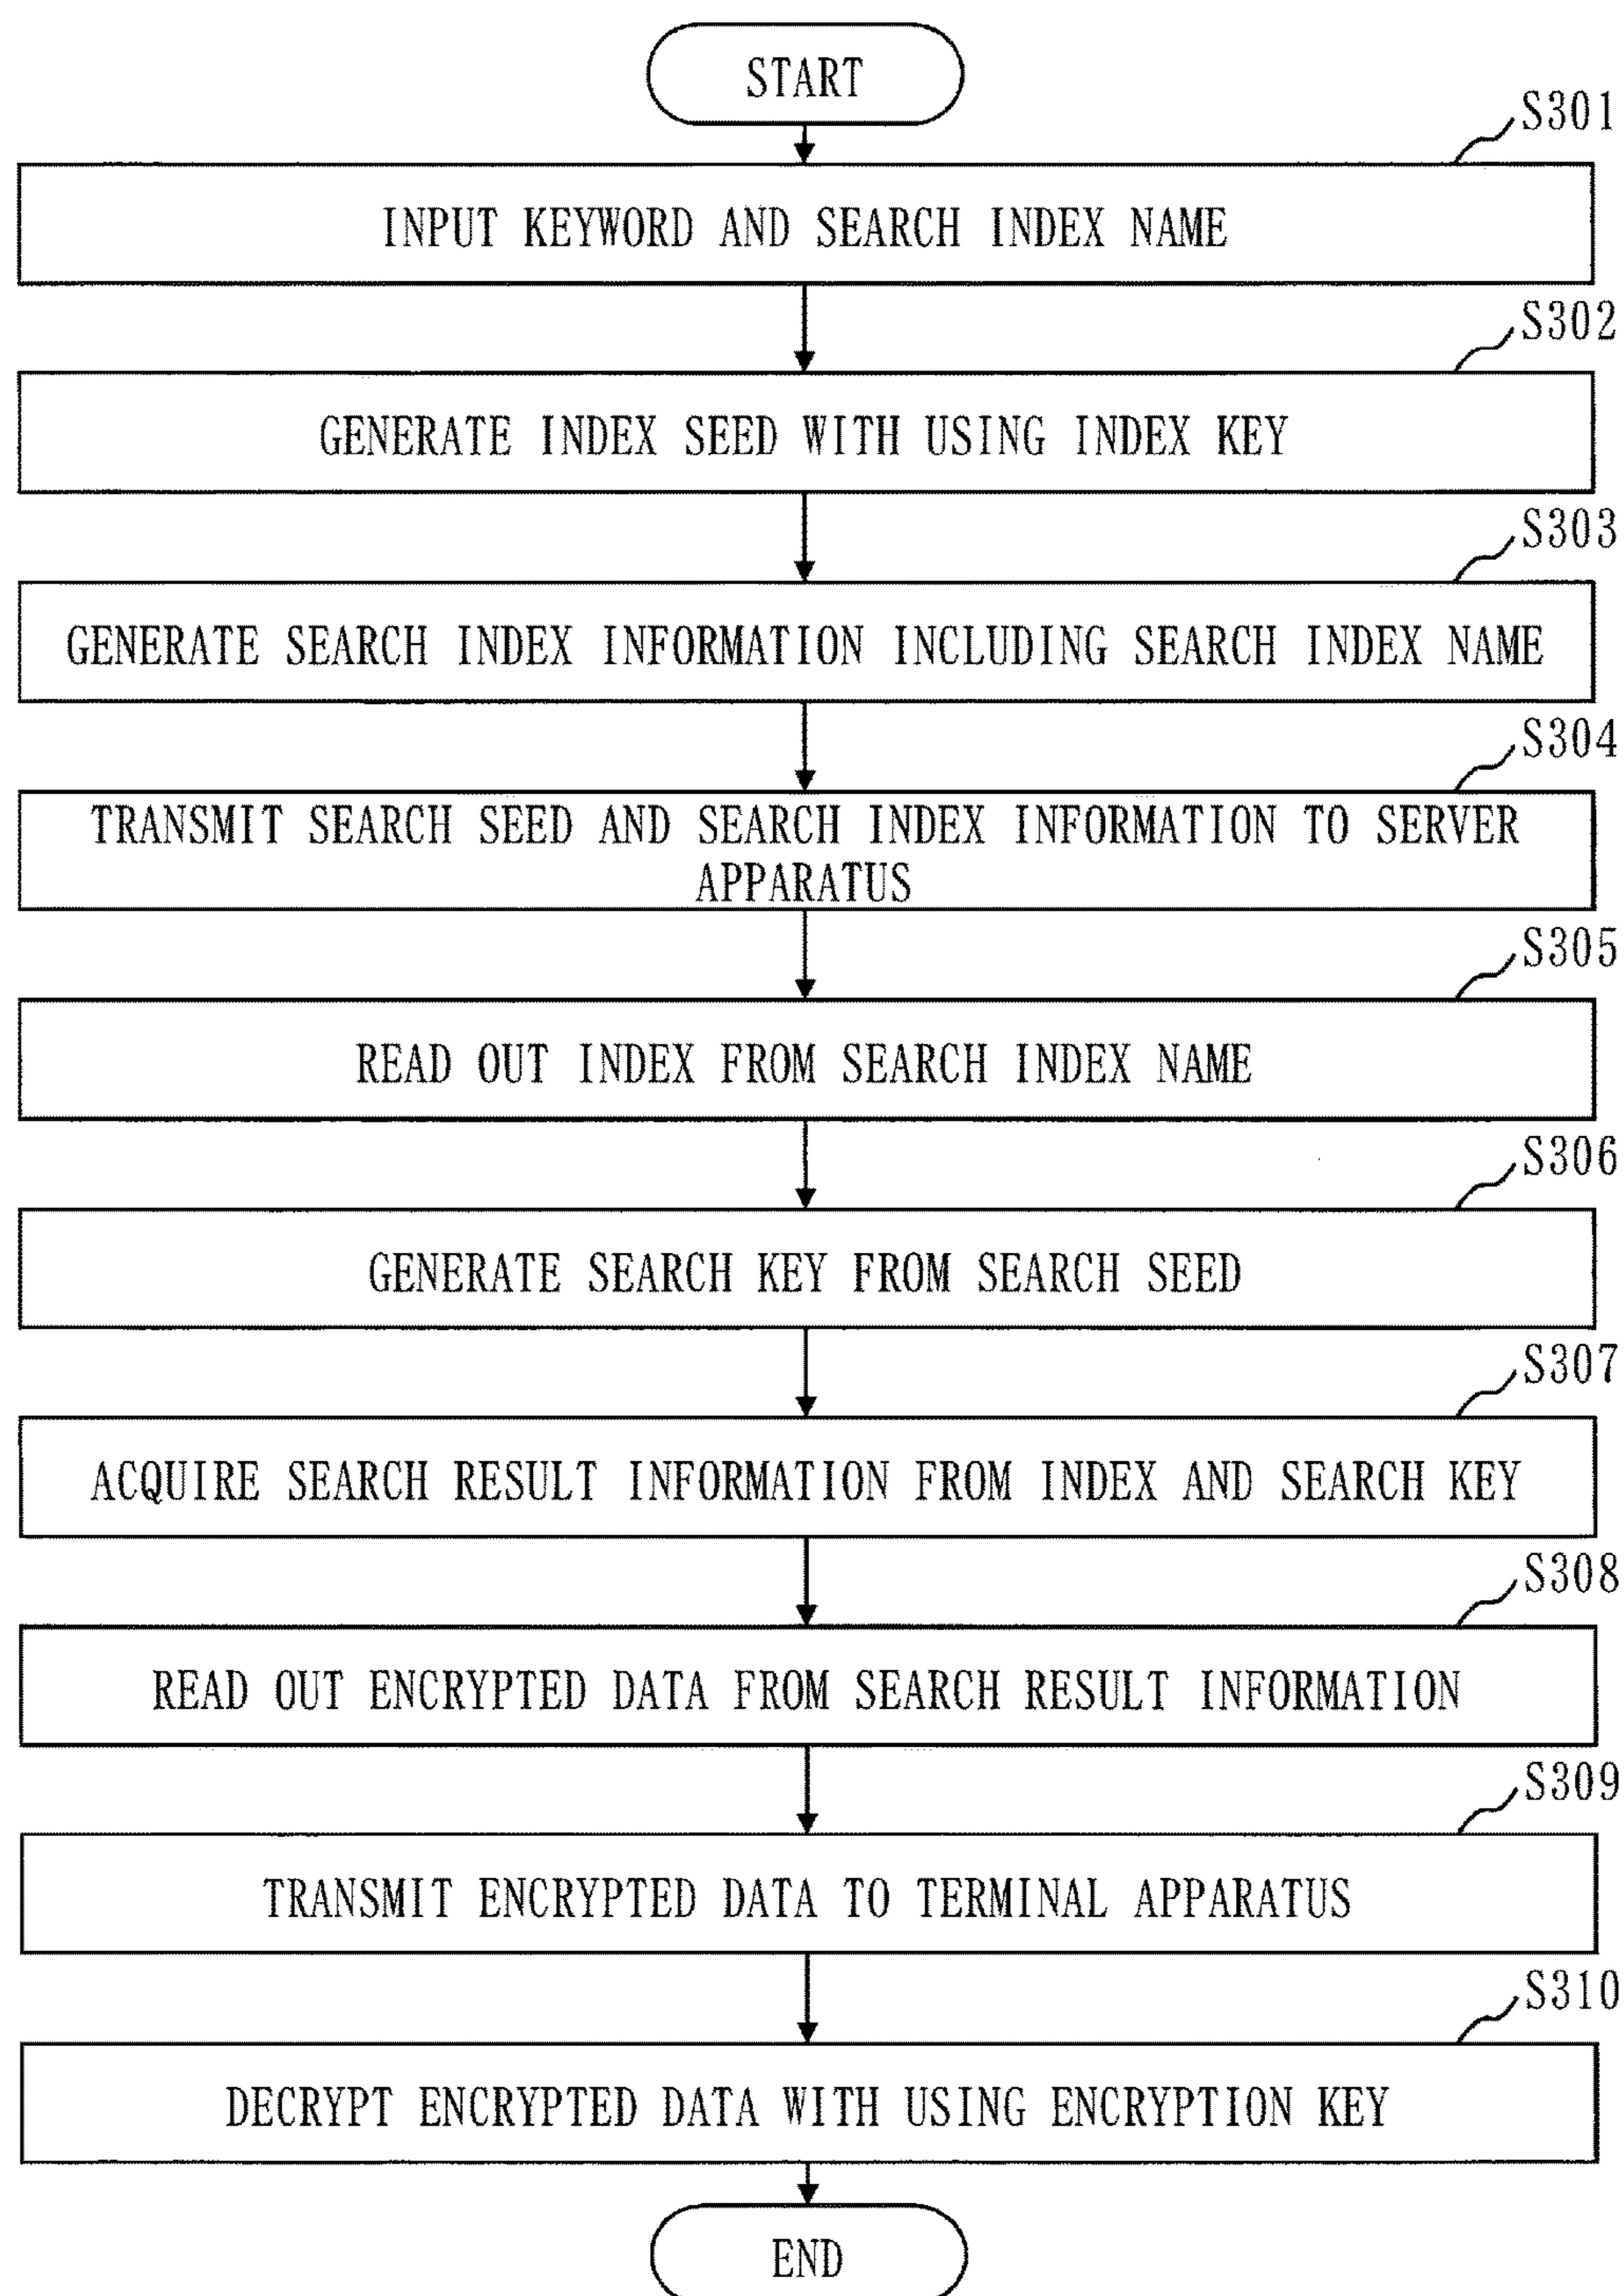 START
S301
INPUT KEYWORD AND SEARCH INDEX NAME
S302
GENERATE INDEX SEED WITH USING INDEX KEY
S303
GENERATE SEARCH INDEX INFORMATION INCLUDING SEARCH INDEX NAME
S304
TRANSMIT SEARCH SEED AND SEARCH INDEX INFORMATION TO SERVER
APPARATUS
S305
READ OUT INDEX FROM SEARCH INDEX NAME
S306
GENERATE SEARCH KEY FROM SEARCH SEED
S307
ACQUIRE SEARCH RESULT INFORMATION FROM INDEX AND SEARCH KEY
S308
READ OUT ENCRYPTED DATA FROM SEARCH RESULT INFORMATION
S309
TRANSMIT ENCRYPTED DATA TO TERMINAL APPARATUS
S310
DECRYPT ENCRYPTED DATA WITH USING ENCRYPTION KEY
END